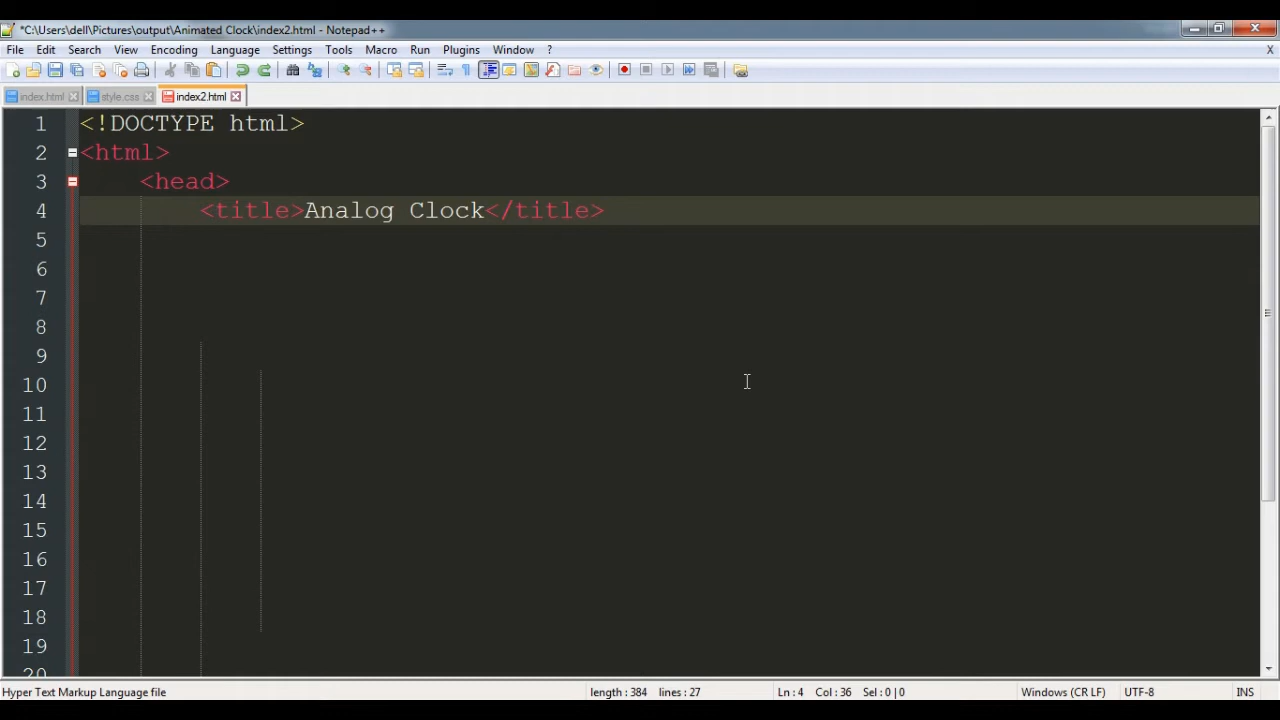 *C:\Users\dell\Pictures\output\Animated Clock\index2.html - Notepad++
File Edit Search View Encoding Language Settings Tools Macro Run Plugins Window ? X
index.html style.css index2.html
1 <!DOCTYPE html>
2 <html>
3 <head>
4 <title>Analog Clock</title>
5
6
7
8
9
10
11
12
13
14
15
16
17
18
19
20
Hyper Text Markup Language file length : 384 lines : 27 Ln : 4 Col : 36 Sel : 0 | 0 Windows (CR LF) UTF-8 INS